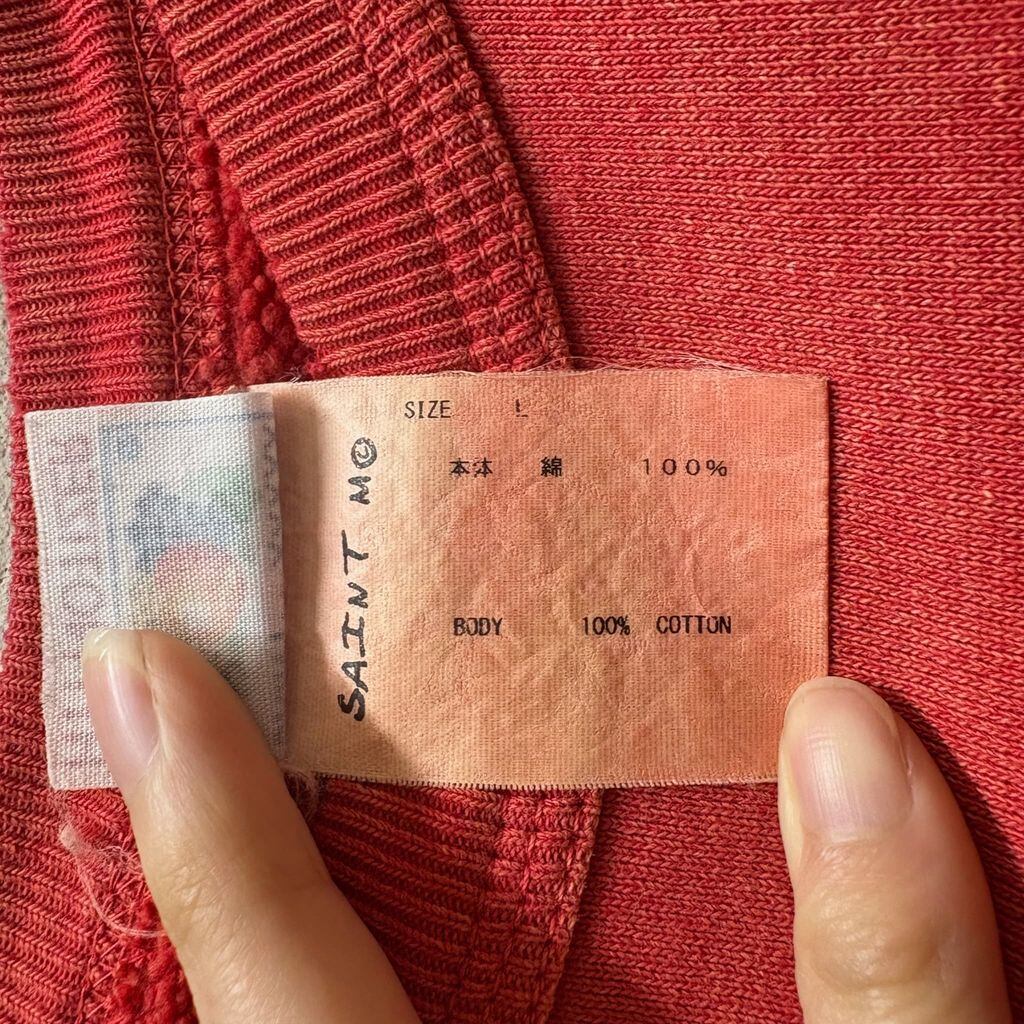 SIZE L
本体 綿 100%
BODY 100% COTTON
SAINT M©